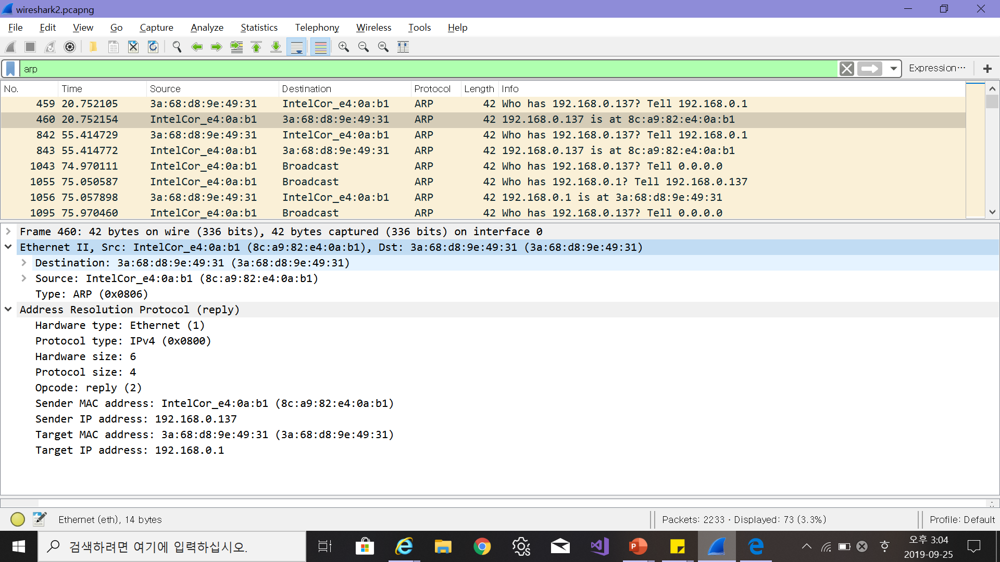 wireshark2.pcapng
File Edit View Go Capture Analyze Statistics Telephony Wireless Tools Help
arp Expression… +
No. Time Source Destination Protocol Length Info
459 20.752105 3a:68:d8:9e:49:31 IntelCor_e4:0a:b1 ARP 42 Who has 192.168.0.137? Tell 192.168.0.1
460 20.752154 IntelCor_e4:0a:b1 3a:68:d8:9e:49:31 ARP 42 192.168.0.137 is at 8c:a9:82:e4:0a:b1
842 55.414729 3a:68:d8:9e:49:31 IntelCor_e4:0a:b1 ARP 42 Who has 192.168.0.137? Tell 192.168.0.1
843 55.414772 IntelCor_e4:0a:b1 3a:68:d8:9e:49:31 ARP 42 192.168.0.137 is at 8c:a9:82:e4:0a:b1
1043 74.970111 IntelCor_e4:0a:b1 Broadcast ARP 42 Who has 192.168.0.137? Tell 0.0.0.0
1055 75.050587 IntelCor_e4:0a:b1 Broadcast ARP 42 Who has 192.168.0.1? Tell 192.168.0.137
1056 75.057898 3a:68:d8:9e:49:31 IntelCor_e4:0a:b1 ARP 42 192.168.0.1 is at 3a:68:d8:9e:49:31
1095 75.970460 IntelCor_e4:0a:b1 Broadcast ARP 42 Who has 192.168.0.137? Tell 0.0.0.0
Frame 460: 42 bytes on wire (336 bits), 42 bytes captured (336 bits) on interface 0
Ethernet II, Src: IntelCor_e4:0a:b1 (8c:a9:82:e4:0a:b1), Dst: 3a:68:d8:9e:49:31 (3a:68:d8:9e:49:31)
Destination: 3a:68:d8:9e:49:31 (3a:68:d8:9e:49:31)
Source: IntelCor_e4:0a:b1 (8c:a9:82:e4:0a:b1)
Type: ARP (0x0806)
Address Resolution Protocol (reply)
Hardware type: Ethernet (1)
Protocol type: IPv4 (0x0800)
Hardware size: 6
Protocol size: 4
Opcode: reply (2)
Sender MAC address: IntelCor_e4:0a:b1 (8c:a9:82:e4:0a:b1)
Sender IP address: 192.168.0.137
Target MAC address: 3a:68:d8:9e:49:31 (3a:68:d8:9e:49:31)
Target IP address: 192.168.0.1
Ethernet (eth), 14 bytes Packets: 2233 · Displayed: 73 (3.3%) Profile: Default
검색하려면 여기에 입력하십시오. 오후 3:04
2019-09-25